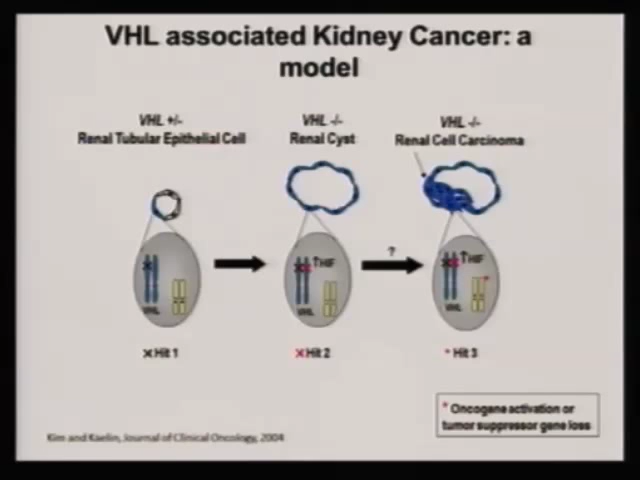 VHL associated Kidney Cancer: a
model
VHL +/-
Renal Tubular Epithelial Cell
VHL -/-
Renal Cyst
VHL -/-
Renal Cell Carcinoma
VHL
↑HIF
VHL
?
↑HIF
*
VHL
×Hit 1
×Hit 2
* Hit 3
* Oncogene activation or
tumor suppressor gene loss
Kim and Kaelin, Journal of Clinical Oncology, 2004